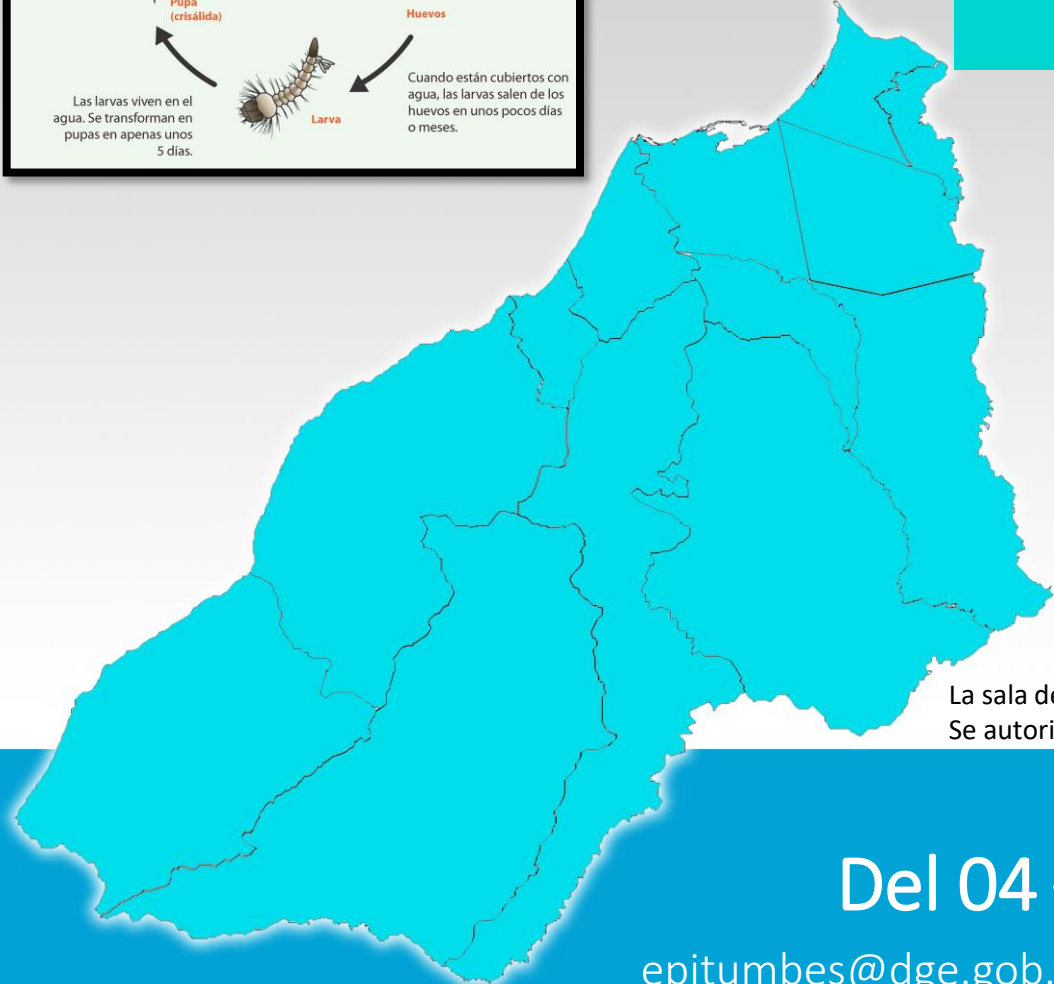 Pupa
(crisálida)
Huevos
Las larvas viven en el
agua. Se transforman en
pupas en apenas unos
5 días.
Larva
Cuando están cubiertos con
agua, las larvas salen de los
huevos en unos pocos días
o meses.
La sala de
Se autori
Del 04
epitumbes@dge.gob.